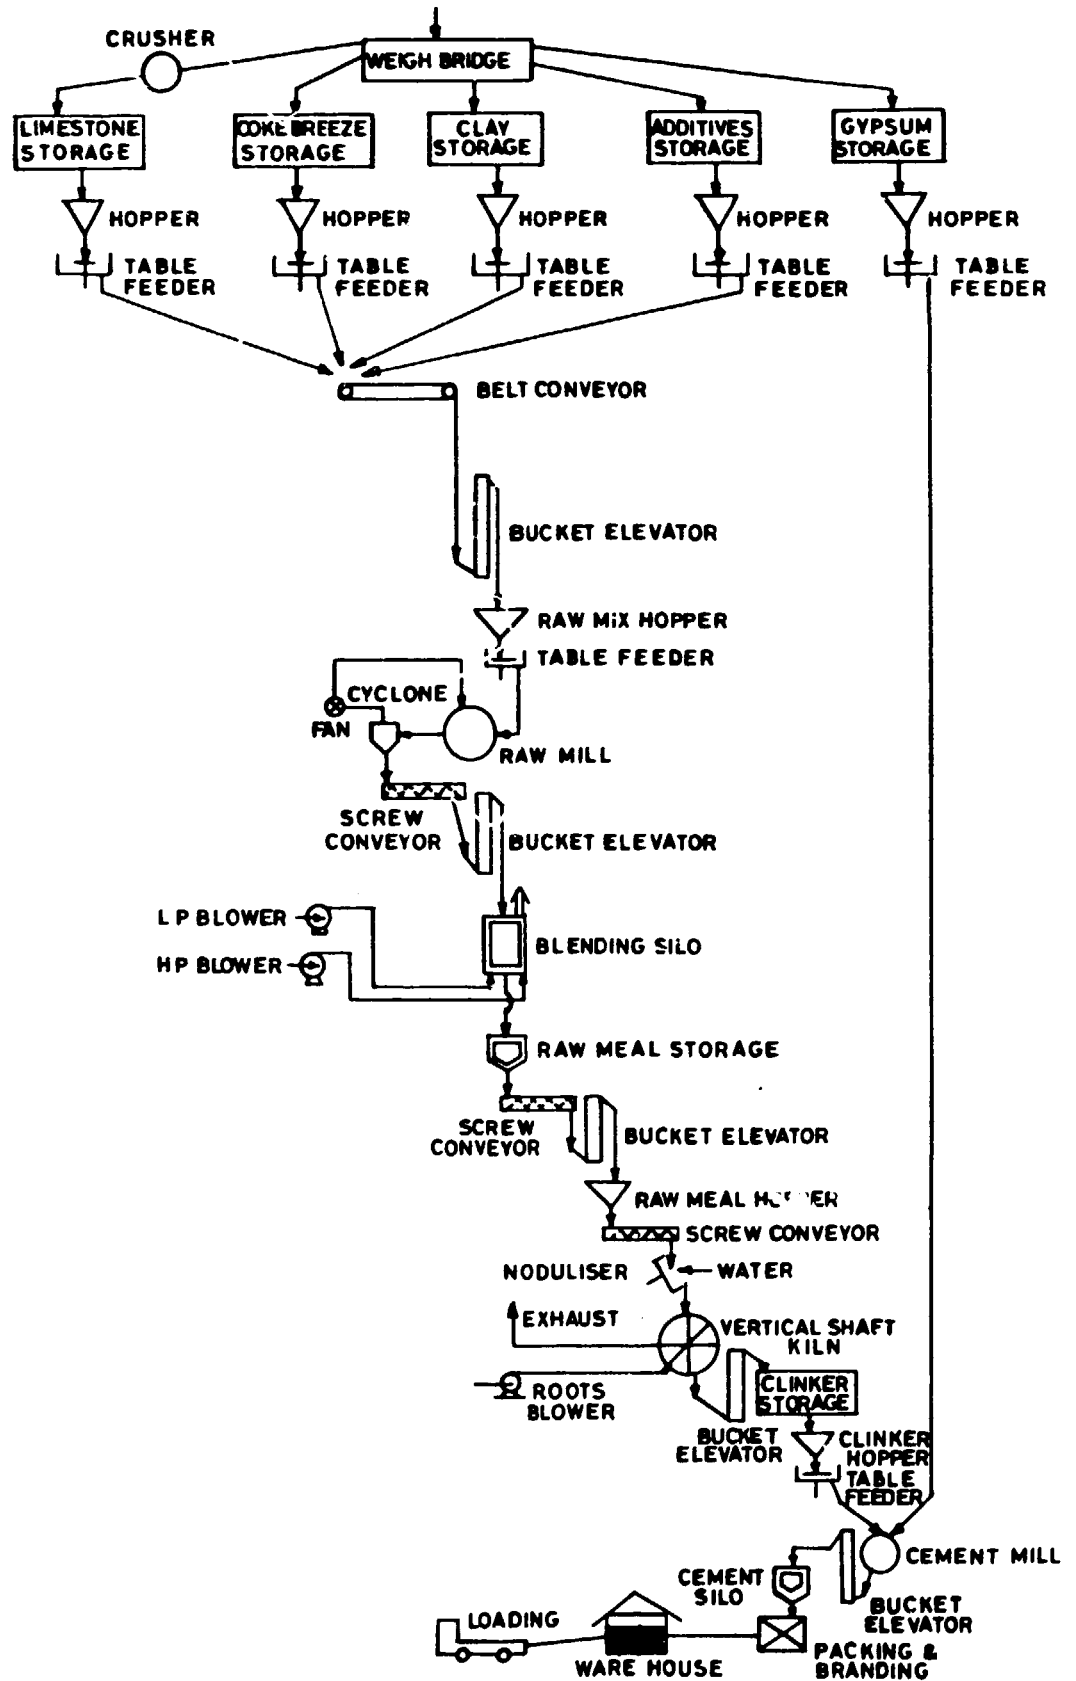 CRUSHER
WEIGH BRIDGE
LIMESTONE
STORAGE
COKE BREEZE
STORAGE
CLAY
STORAGE
ADDITIVES
STORAGE
GYPSUM
STORAGE
HOPPER
HOPPER
HOPPER
HOPPER
HOPPER
TABLE
FEEDER
TABLE
FEEDER
TABLE
FEEDER
TABLE
FEEDER
TABLE
FEEDER
BELT CONVEYOR
BUCKET ELEVATOR
RAW MiX HOPPER
TABLE FEEDER
CYCLONE
FAN
RAW MILL
SCREW
CONVEYOR
BUCKET ELEVATOR
L P BLOWER
BLENDING SILO
H P BLOWER
RAW MEAL STORAGE
SCREW
CONVEYOR
BUCKET ELEVATOR
RAW MEAL
SCREW CONVEYOR
NODULISER
WATER
EXHAUST
VERTICAL SHAFT
KILN
ROOTS
BLOWER
CLINKER
STORAGE
BUCKET
ELEVATOR
CLINKER
HOPPER
TABLE
FEEDER
CEMENT MILL
CEMENT
SILO
BUCKET
ELEVATOR
LOADING
WARE HOUSE
PACKING &
BRANDING